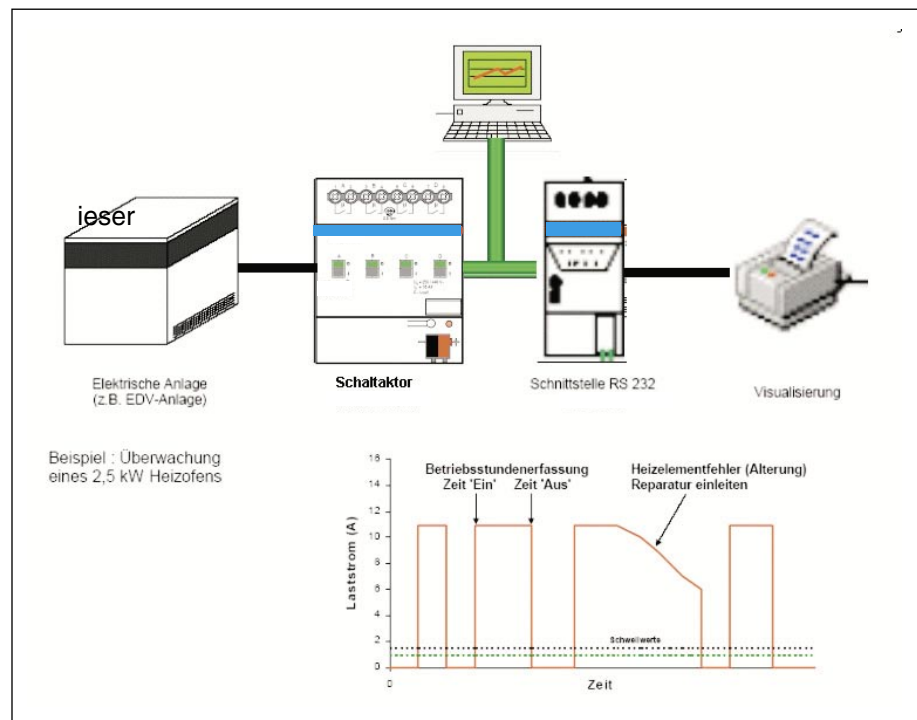 ieser
Elektrische Anlage
(z.B. EDV-Anlage)
Schaltaktor
Schnittstelle RS 232
Visualisierung
Beispiel : Überwachung
eines 2,5 kW Heizofens
Betriebsstundenerfassung
Zeit 'Ein' Zeit 'Aus'
Heizelementfehler (Alterung)
Reparatur einleiten
Laststrom (A)
16
14
12
10
8
6
4
2
0
Schwellwerte
0
Zeit